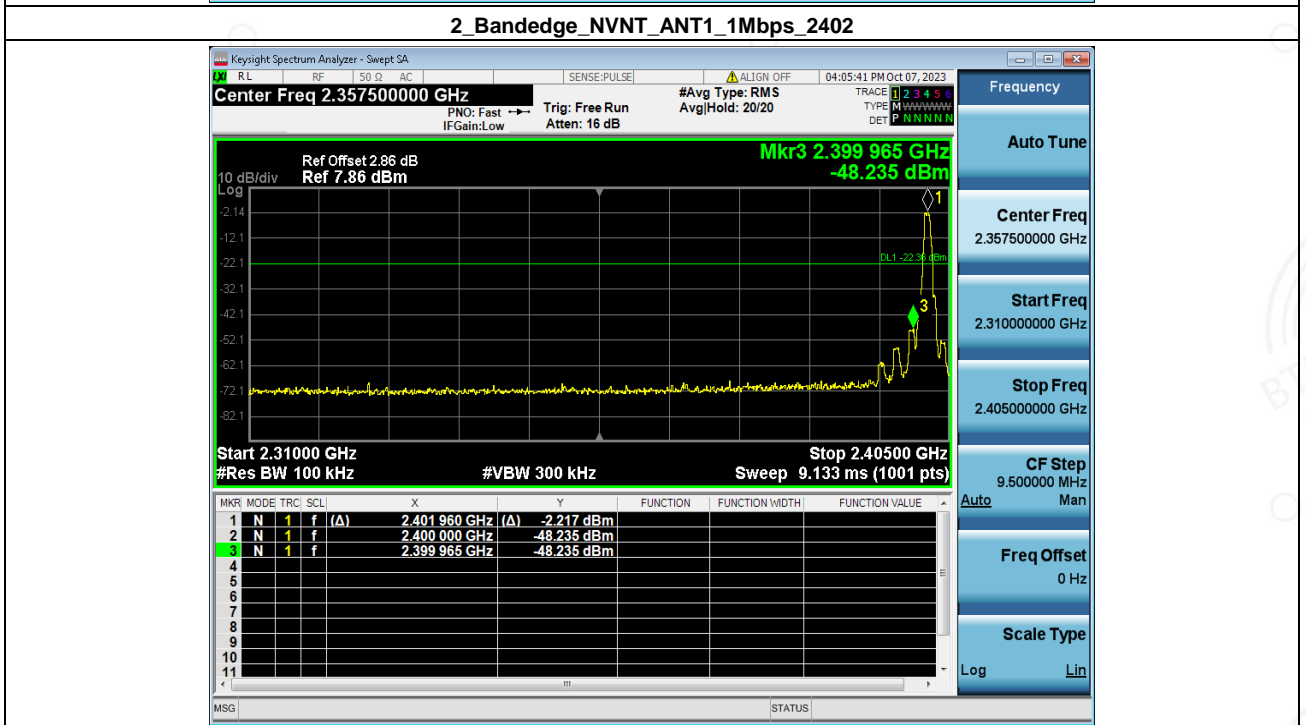 2_Bandedge_NVNT_ANT1_1Mbps_2402
Keysight Spectrum Analyzer - Swept SA
LXI RL RF 50 Ω AC SENSE:PULSE ALIGN OFF 04:05:41 PM Oct 07, 2023
Center Freq 2.357500000 GHz
PNO: Fast
IFGain:Low
Trig: Free Run
Atten: 16 dB
#Avg Type: RMS
Avg|Hold: 20/20
TRACE 1 2 3 4 5 6
TYPE M WWWWW
DET P N N N N N
Mkr3 2.399 965 GHz
-48.235 dBm
Ref Offset 2.86 dB
10 dB/div Ref 7.86 dBm
Log
1
-2.14
-12.1
-22.1
DL1 -22.36 dBm
-32.1
3
-42.1
-52.1
-62.1
-72.1
-82.1
Start 2.31000 GHz Stop 2.40500 GHz
#Res BW 100 kHz #VBW 300 kHz Sweep 9.133 ms (1001 pts)
MKR MODE TRC SCL X Y FUNCTION FUNCTION WIDTH FUNCTION VALUE
1 N 1 f (Δ) 2.401 960 GHz (Δ) -2.217 dBm
2 N 1 f 2.400 000 GHz -48.235 dBm
3 N 1 f 2.399 965 GHz -48.235 dBm
4
5
6
7
8
9
10
11
MSG STATUS
Frequency
Auto Tune
Center Freq
2.357500000 GHz
Start Freq
2.310000000 GHz
Stop Freq
2.405000000 GHz
CF Step
9.500000 MHz
Auto Man
Freq Offset
0 Hz
Scale Type
Log Lin